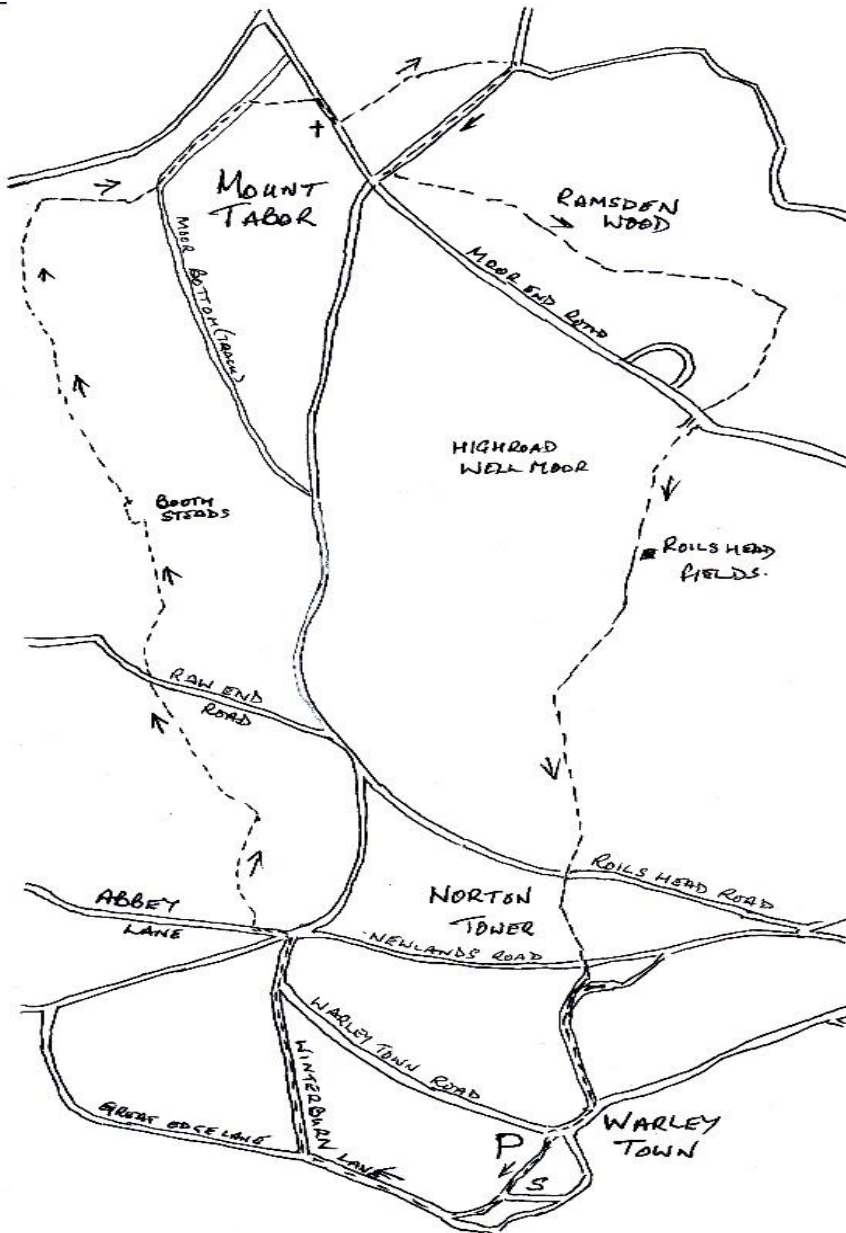 MOUNT
TABOR
RAMSDEN
WOOD
MOOR BOTTOM (TRACK)
MOOR END ROAD
HIGHROAD
WELL MOOR
BOOTH
STEADS
ROILS HEAD
FIELDS.
RAW END
ROAD
ABBEY
LANE
NORTON
TOWER
ROILS HEAD ROAD
NEWLANDS ROAD
WARLEY TOWN ROAD
WINTERBURN
LANE
GREAT EDGE LANE
P
S
WARLEY
TOWN